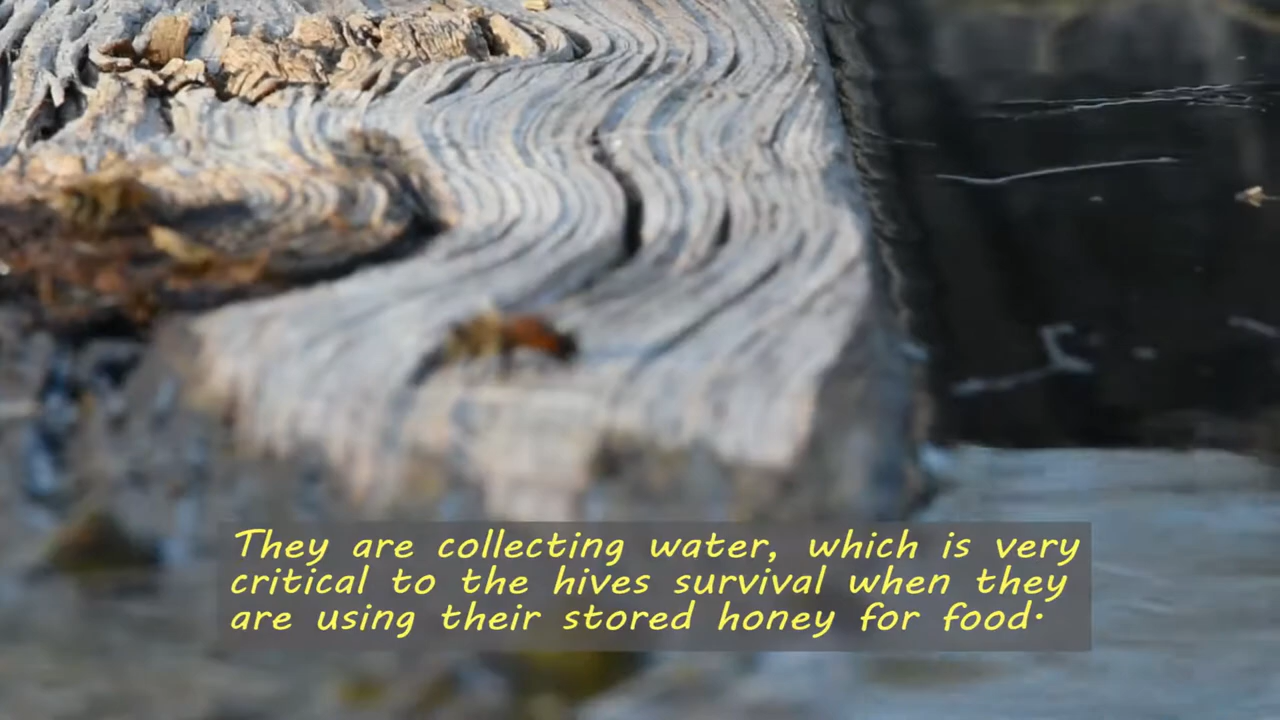 They are collecting water, which is very
critical to the hives survival when they
are using their stored honey for food.